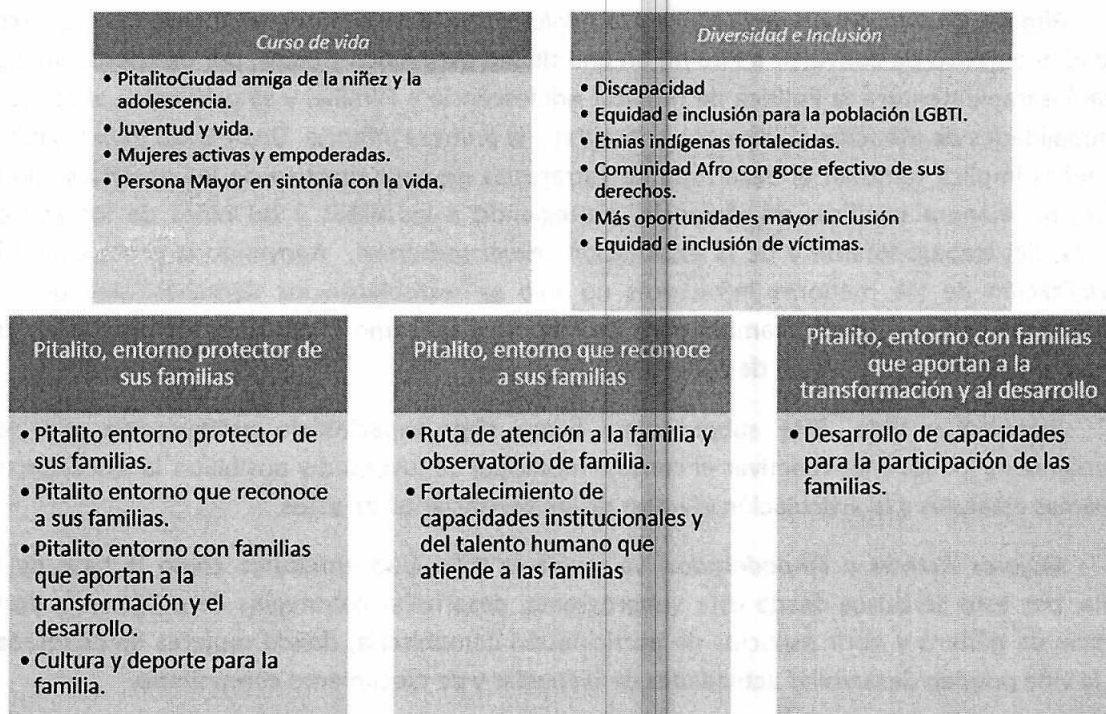 Curso de vida
• PitalitoCiudad amiga de la niñez y la
adolescencia.
• Juventud y vida.
• Mujeres activas y empoderadas.
• Persona Mayor en sintonía con la vida.
Diversidad e Inclusión
• Discapacidad
• Equidad e inclusión para la población LGBTI.
• Etnias indígenas fortalecidas.
• Comunidad Afro con goce efectivo de sus
derechos.
• Más oportunidades mayor inclusión
• Equidad e inclusión de víctimas.
Pitalito, entorno protector de
sus familias
• Pitalito entorno protector de
sus familias.
• Pitalito entorno que reconoce
a sus familias.
• Pitalito entorno con familias
que aportan a la
transformación y el
desarrollo.
• Cultura y deporte para la
familia.
Pitalito, entorno que reconoce
a sus familias
• Ruta de atención a la familia y
observatorio de familia.
• Fortalecimiento de
capacidades institucionales y
del talento humano que
atiende a las familias
Pitalito, entorno con familias
que aportan a la
transformación y al desarrollo
• Desarrollo de capacidades
para la participación de las
familias.